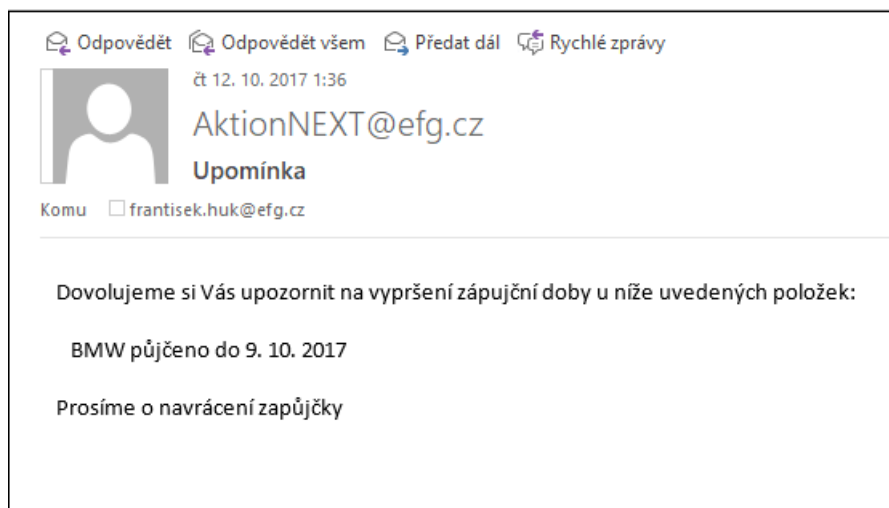 Odpovědět Odpovědět všem Předat dál Rychlé zprávy
čt 12. 10. 2017 1:36
AktionNEXT@efg.cz
Upomínka
Komu frantisek.huk@efg.cz
Dovolujeme si Vás upozornit na vypršení zápujční doby u níže uvedených položek:
BMW půjčeno do 9. 10. 2017
Prosíme o navrácení zapůjčky